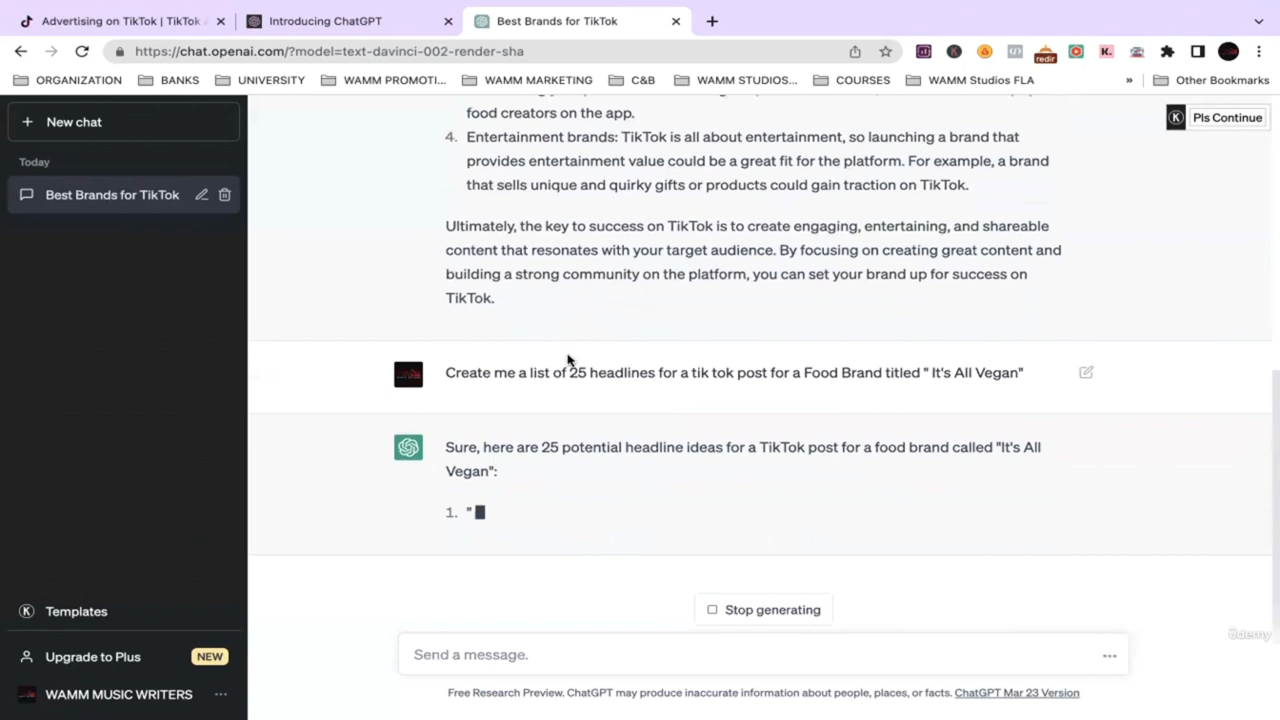 Advertising on TikTok | TikTok
Introducing ChatGPT
Best Brands for TikTok
https://chat.openai.com/?model=text-davinci-002-render-sha
redir
ORGANIZATION
BANKS
UNIVERSITY
WAMM PROMOTI...
WAMM MARKETING
C&B
WAMM STUDIOS...
COURSES
WAMM Studios FLA
»
Other Bookmarks
+ New chat
Today
Best Brands for TikTok
Pls Continue
food creators on the app.
4. Entertainment brands: TikTok is all about entertainment, so launching a brand that
provides entertainment value could be a great fit for the platform. For example, a brand
that sells unique and quirky gifts or products could gain traction on TikTok.
Ultimately, the key to success on TikTok is to create engaging, entertaining, and shareable
content that resonates with your target audience. By focusing on creating great content and
building a strong community on the platform, you can set your brand up for success on
TikTok.
Create me a list of 25 headlines for a tik tok post for a Food Brand titled " It's All Vegan"
Sure, here are 25 potential headline ideas for a TikTok post for a food brand called "It's All
Vegan":
1. "
Stop generating
Send a message.
Free Research Preview. ChatGPT may produce inaccurate information about people, places, or facts. ChatGPT Mar 23 Version
Templates
Upgrade to Plus
NEW
WAMM MUSIC WRITERS
ûdemy